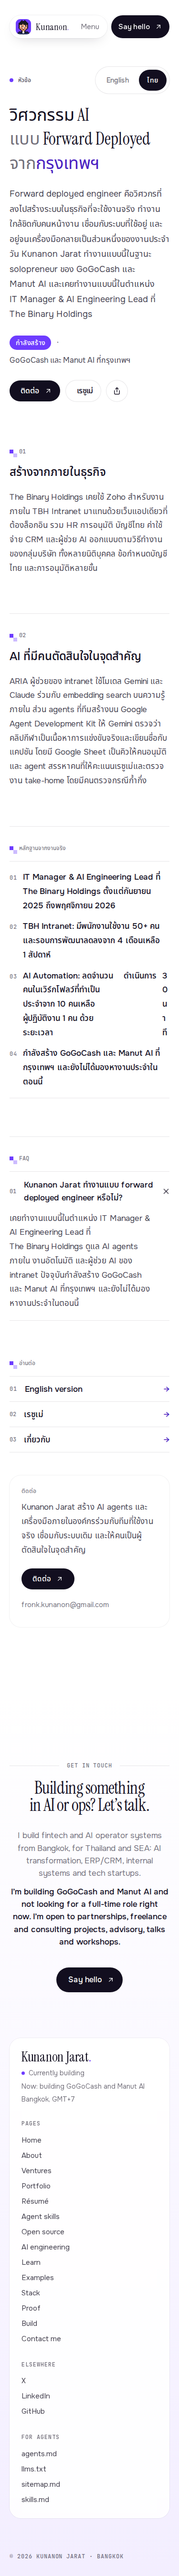 Kunanon.
Menu
Say hello ↗
หัวข้อ
English
ไทย
วิศวกรรม AI
แบบ Forward Deployed
จากกรุงเทพฯ
Forward deployed engineer คือวิศวกรที่
ลงไปสร้างระบบในธุรกิจที่จะใช้งานจริง ทำงาน
ใกล้ชิดกับคนหน้างาน เชื่อมกับระบบที่ใช้อยู่ และ
อยู่จนเครื่องมือกลายเป็นส่วนหนึ่งของงานประจำ
วัน Kunanon Jarat ทำงานแบบนี้ในฐานะ
solopreneur ของ GoGoCash และ
Manut AI และเคยทำงานแบบนี้ในตำแหน่ง
IT Manager & AI Engineering Lead ที่
The Binary Holdings
กำลังสร้าง ·
GoGoCash และ Manut AI ที่กรุงเทพฯ
ติดต่อ ↗
เรซูเม่
01
สร้างจากภายในธุรกิจ
The Binary Holdings เคยใช้ Zoho สำหรับงาน
ภายใน TBH Intranet มาแทนด้วยเว็บแอปเดียวที่
ต้องล็อกอิน รวม HR การอนุมัติ บัญชีไทย ค่าใช้
จ่าย CRM และผู้ช่วย AI ออกแบบตามวิธีทำงาน
ของกลุ่มบริษัท ทั้งหลายนิติบุคคล ข้อกำหนดบัญชี
ไทย และการอนุมัติหลายขั้น
02
AI ที่มีคนตัดสินใจในจุดสำคัญ
ARIA ผู้ช่วยของ intranet ใช้โมเดล Gemini และ
Claude ร่วมกับ embedding search บนความรู้
ภายใน ส่วน agents ที่ทีมสร้างบน Google
Agent Development Kit ให้ Gemini ตรวจว่า
คลิปกีฬาเป็นเนื้อหาการแข่งขันจริงและเขียนชื่อกับ
แคปชัน โดยมี Google Sheet เป็นคิวให้คนอนุมัติ
และ agent สรรหาคนที่ให้คะแนนเรซูเม่และตรวจ
งาน take-home โดยมีคนตรวจกรณีก้ำกึ่ง
หลักฐานจากงานจริง
01 IT Manager & AI Engineering Lead ที่
The Binary Holdings ตั้งแต่กันยายน
2025 ถึงพฤศจิกายน 2026
02 TBH Intranet: มีพนักงานใช้งาน 50+ คน
และรอบการพัฒนาลดลงจาก 4 เดือนเหลือ
1 สัปดาห์
03 AI Automation: ลดจำนวนคนในเวิร์กโฟลว์ที่ทำเป็นประจำจาก 10 คนเหลือผู้ปฏิบัติงาน 1 คน ด้วยระยะเวลา ดำเนินการ 30 นาที
04 กำลังสร้าง GoGoCash และ Manut AI ที่
กรุงเทพฯ และยังไม่ได้มองหางานประจำใน
ตอนนี้
FAQ
01 Kunanon Jarat ทำงานแบบ forward
deployed engineer หรือไม่?
เคยทำงานแบบนี้ในตำแหน่ง IT Manager &
AI Engineering Lead ที่
The Binary Holdings ดูแล AI agents
ภายใน งานอัตโนมัติ และผู้ช่วย AI ของ
intranet ปัจจุบันกำลังสร้าง GoGoCash
และ Manut AI ที่กรุงเทพฯ และยังไม่ได้มอง
หางานประจำในตอนนี้
อ่านต่อ
01 English version →
02 เรซูเม่ →
03 เกี่ยวกับ →
ติดต่อ
Kunanon Jarat สร้าง AI agents และ
เครื่องมือภายในองค์กรร่วมกับทีมที่ใช้งาน
จริง เชื่อมกับระบบเดิม และให้คนเป็นผู้
ตัดสินใจในจุดสำคัญ
ติดต่อ ↗
fronk.kunanon@gmail.com
GET IN TOUCH
Building something
in AI or ops? Let's talk.
I build fintech and AI operator systems
from Bangkok, for Thailand and SEA: AI
transformation, ERP/CRM, internal
systems and tech startups.
I'm building GoGoCash and Manut AI and
not looking for a full-time role right
now. I'm open to partnerships, freelance
and consulting projects, advisory, talks
and workshops.
Say hello ↗
Kunanon Jarat.
Currently building
Now: building GoGoCash and Manut AI
Bangkok, GMT+7
PAGES
Home
About
Ventures
Portfolio
Résumé
Agent skills
Open source
AI engineering
Learn
Examples
Stack
Proof
Build
Contact me
ELSEWHERE
X
LinkedIn
GitHub
FOR AGENTS
agents.md
llms.txt
sitemap.md
skills.md
© 2026 KUNANON JARAT · BANGKOK